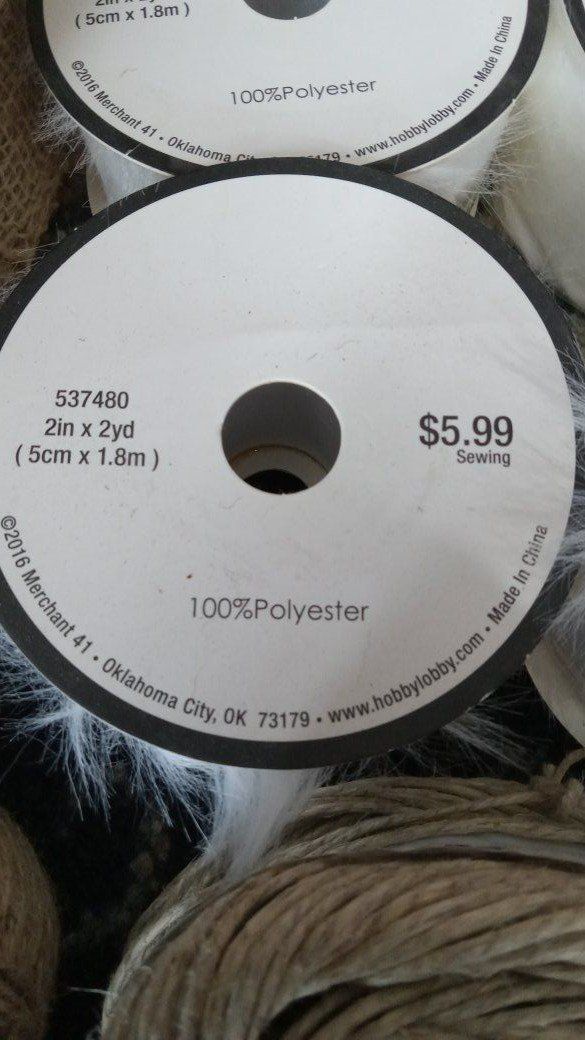 ( 5cm x 1.8m )
100%Polyester
©2016 Merchant 41 • Oklahoma • www.hobbylobby.com • Made In China
537480
2in x 2yd
( 5cm x 1.8m )
$5.99
Sewing
100%Polyester
©2016 Merchant 41 • Oklahoma City, OK 73179 • www.hobbylobby.com • Made In China